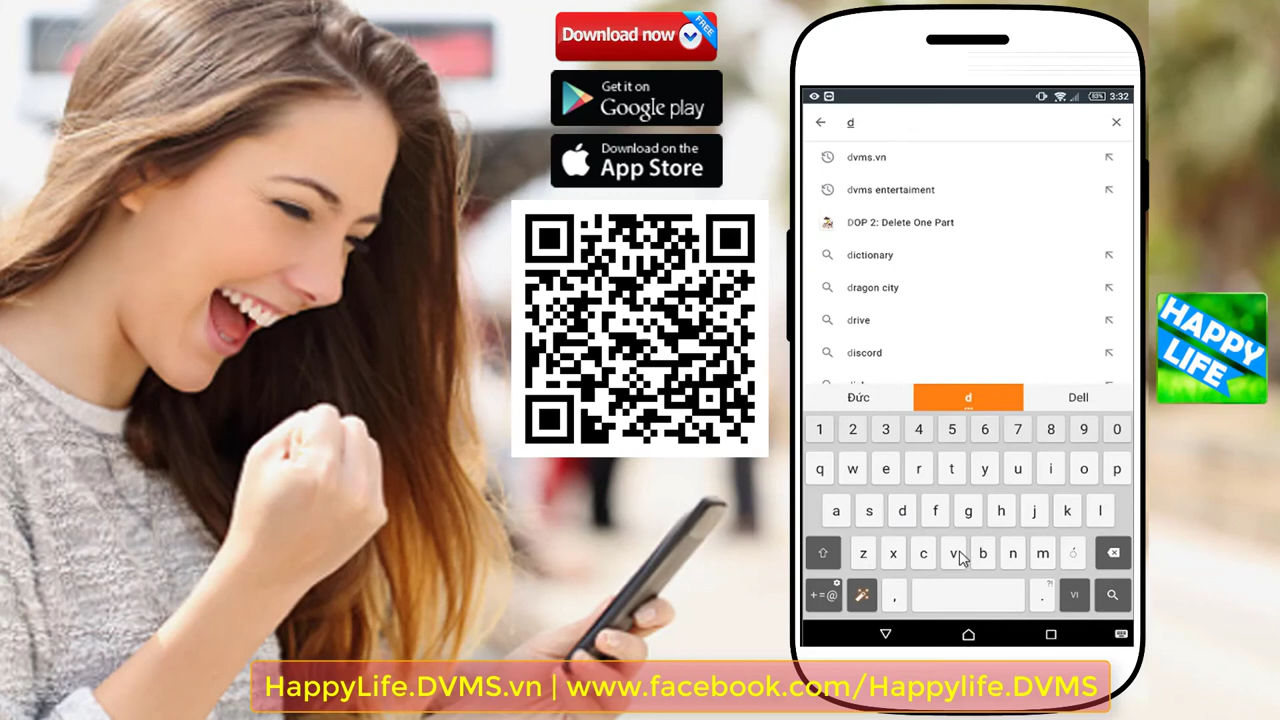 Download now
FREE
Get it on
Google play
Download on the
App Store
83% 3:32
d
dvms.vn
dvms entertaiment
DOP 2: Delete One Part
dictionary
dragon city
drive
discord
Đức d Dell
1 2 3 4 5 6 7 8 9 0
q w e r t y u i o p
a s d f g h j k l
z x c v b n m
+=@ , . ?! VI
HAPPY
LIFE
HappyLife.DVMS.vn | www.facebook.com/Happylife.DVMS